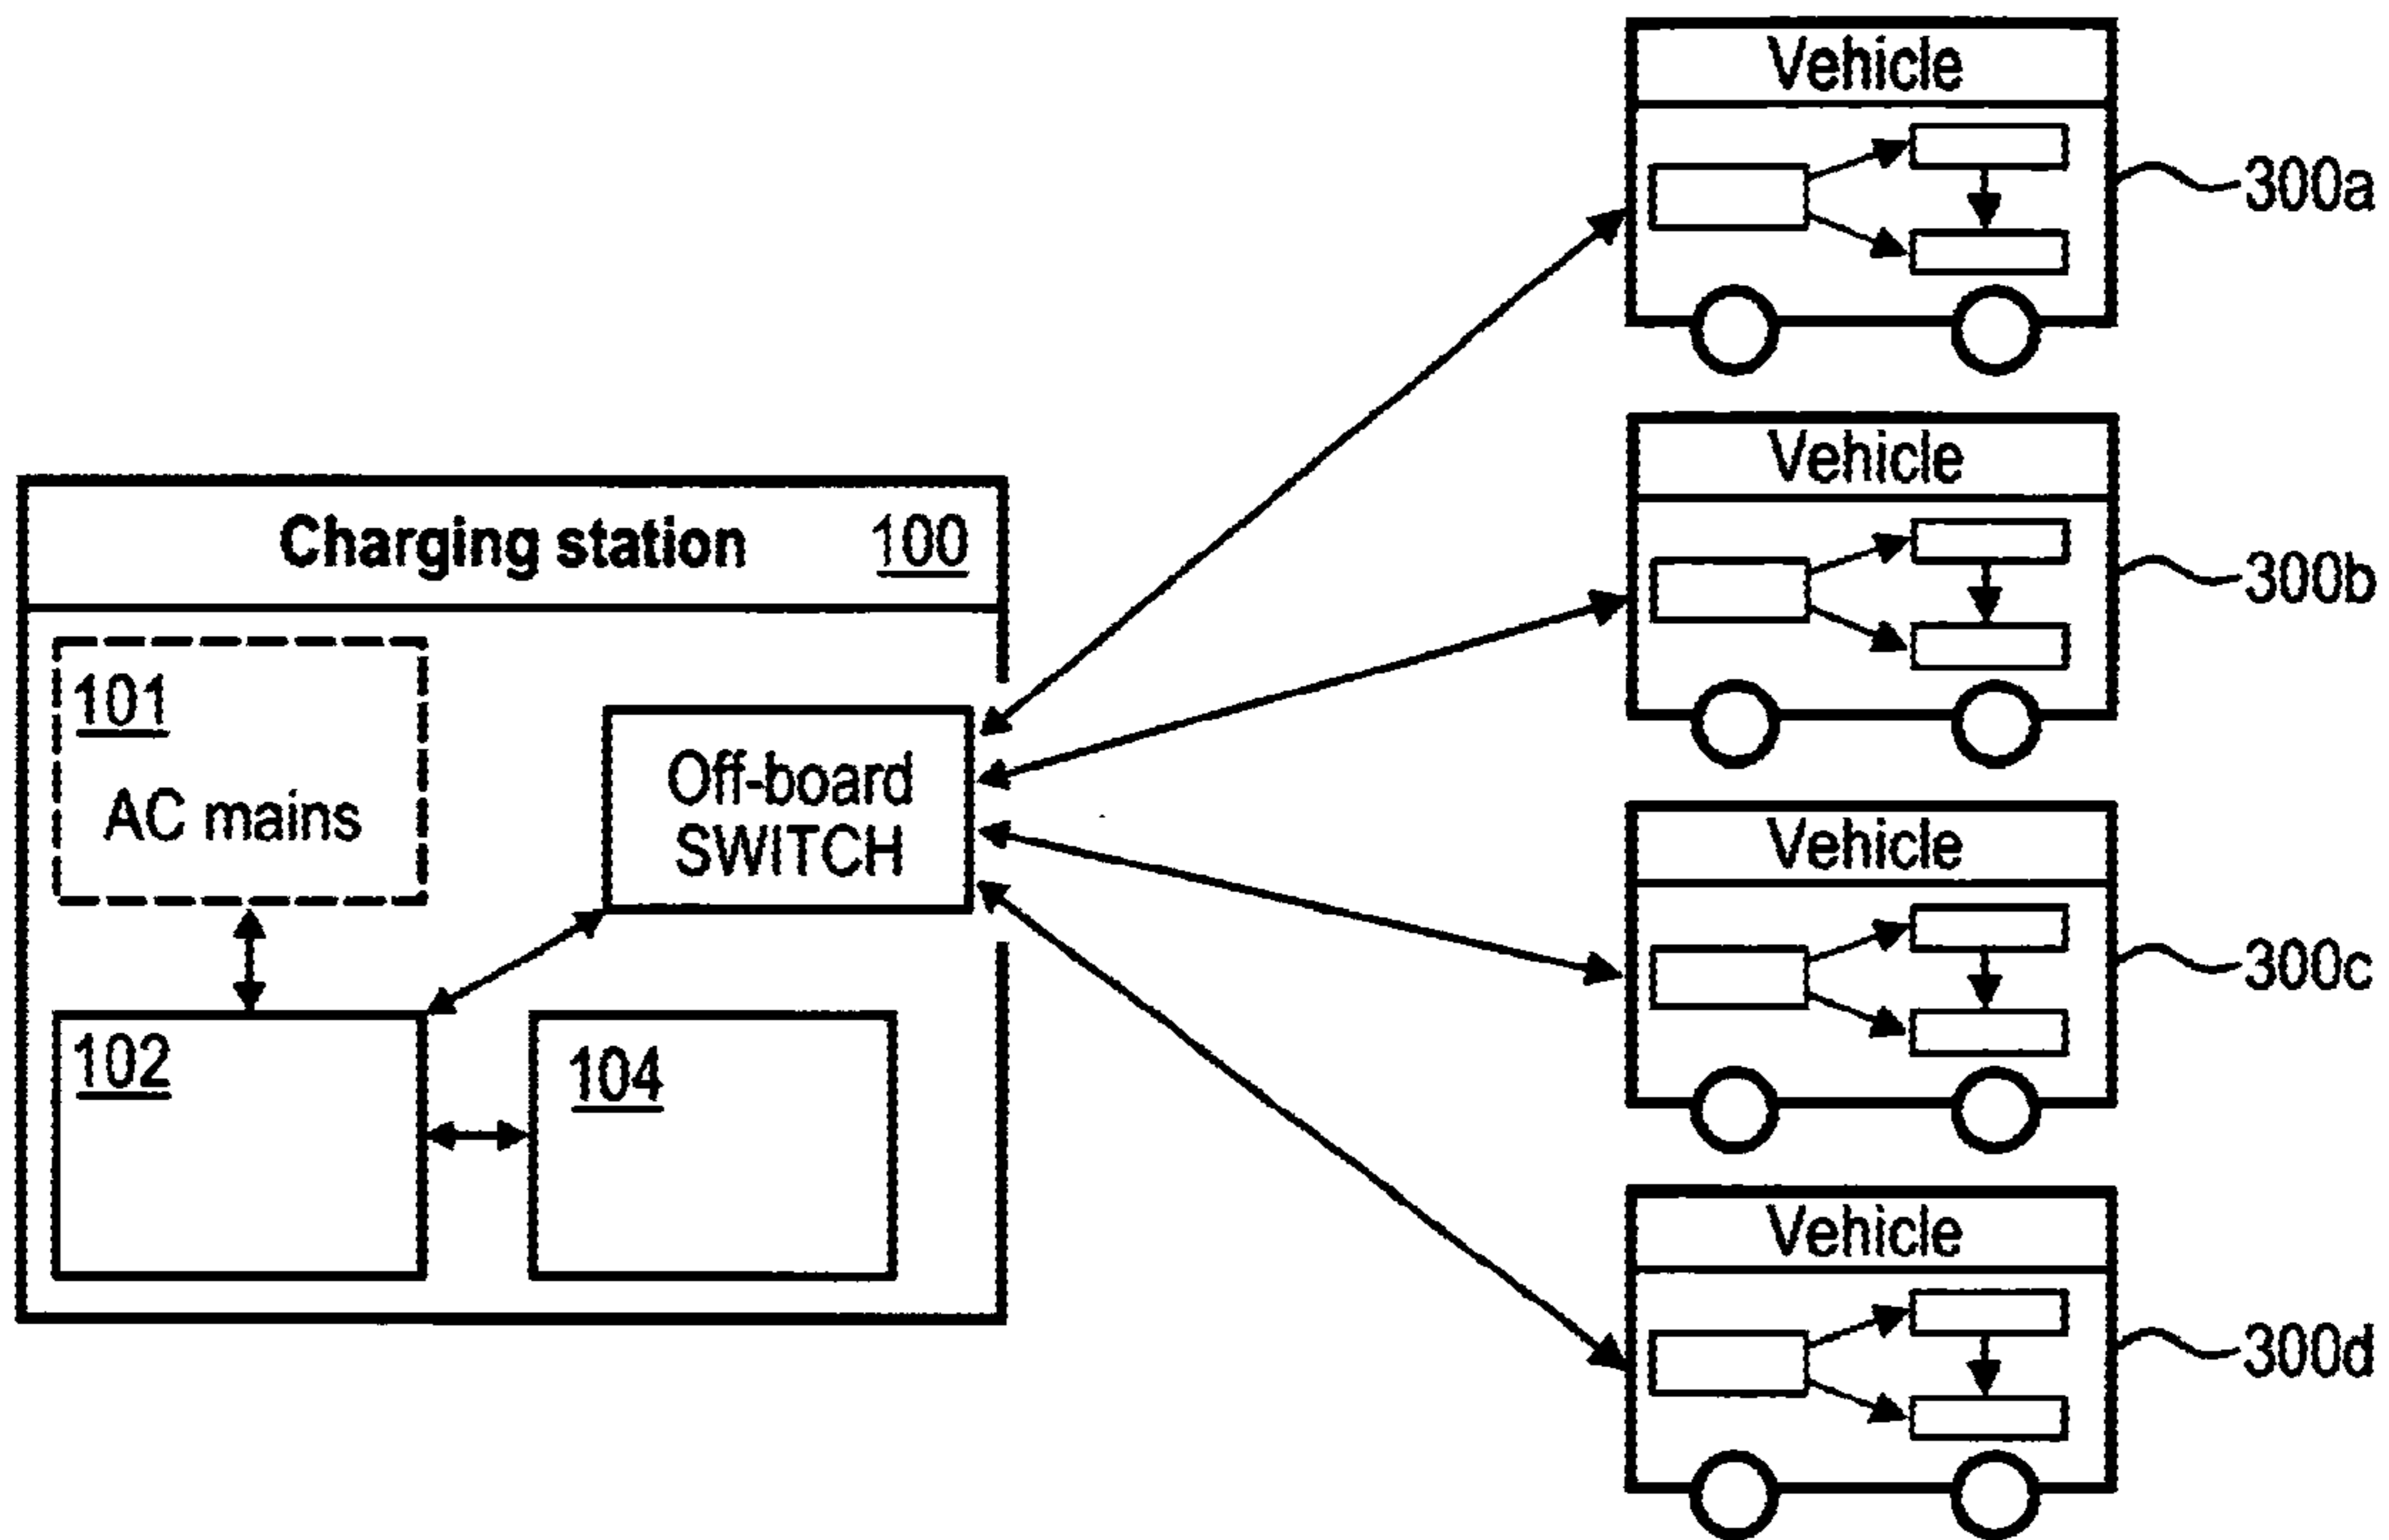 Vehicle
300a
Vehicle
300b
Charging station 100
101
AC mains
Off-board
SWITCH
Vehicle
300c
102
104
Vehicle
300d